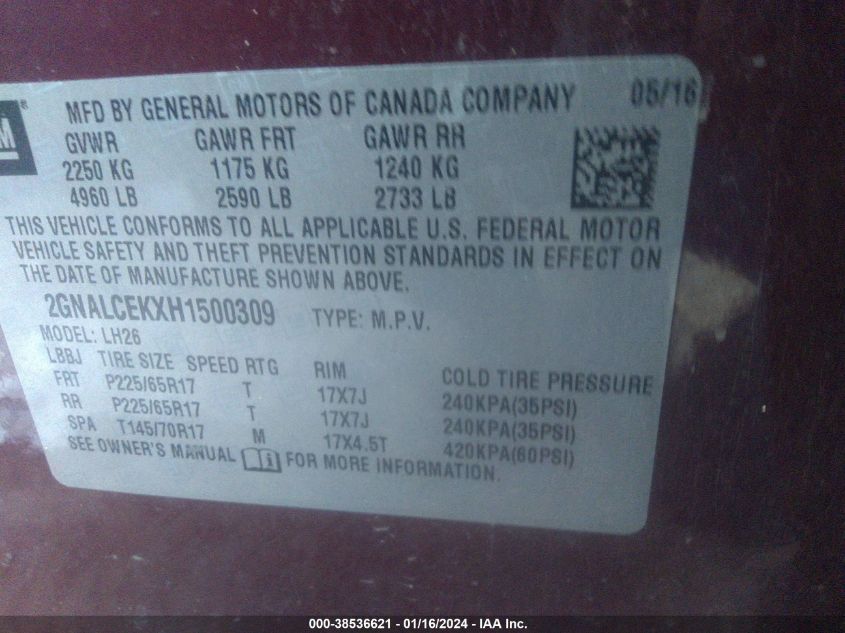 M ®
MFD BY GENERAL MOTORS OF CANADA COMPANY 05/16
GVWR GAWR FRT GAWR RR
2250 KG 1175 KG 1240 KG
4960 LB 2590 LB 2733 LB
THIS VEHICLE CONFORMS TO ALL APPLICABLE U.S. FEDERAL MOTOR
VEHICLE SAFETY AND THEFT PREVENTION STANDARDS IN EFFECT ON
THE DATE OF MANUFACTURE SHOWN ABOVE.
2GNALCEKXH1500309 TYPE: M.P.V.
MODEL: LH26
LBBJ TIRE SIZE SPEED RTG RIM COLD TIRE PRESSURE
FRT P225/65R17 T 17X7J 240KPA(35PSI)
RR P225/65R17 T 17X7J 240KPA(35PSI)
SPA T145/70R17 M 17X4.5T 420KPA(60PSI)
SEE OWNER'S MANUAL FOR MORE INFORMATION.
000-38536621 - 01/16/2024 - IAA Inc.